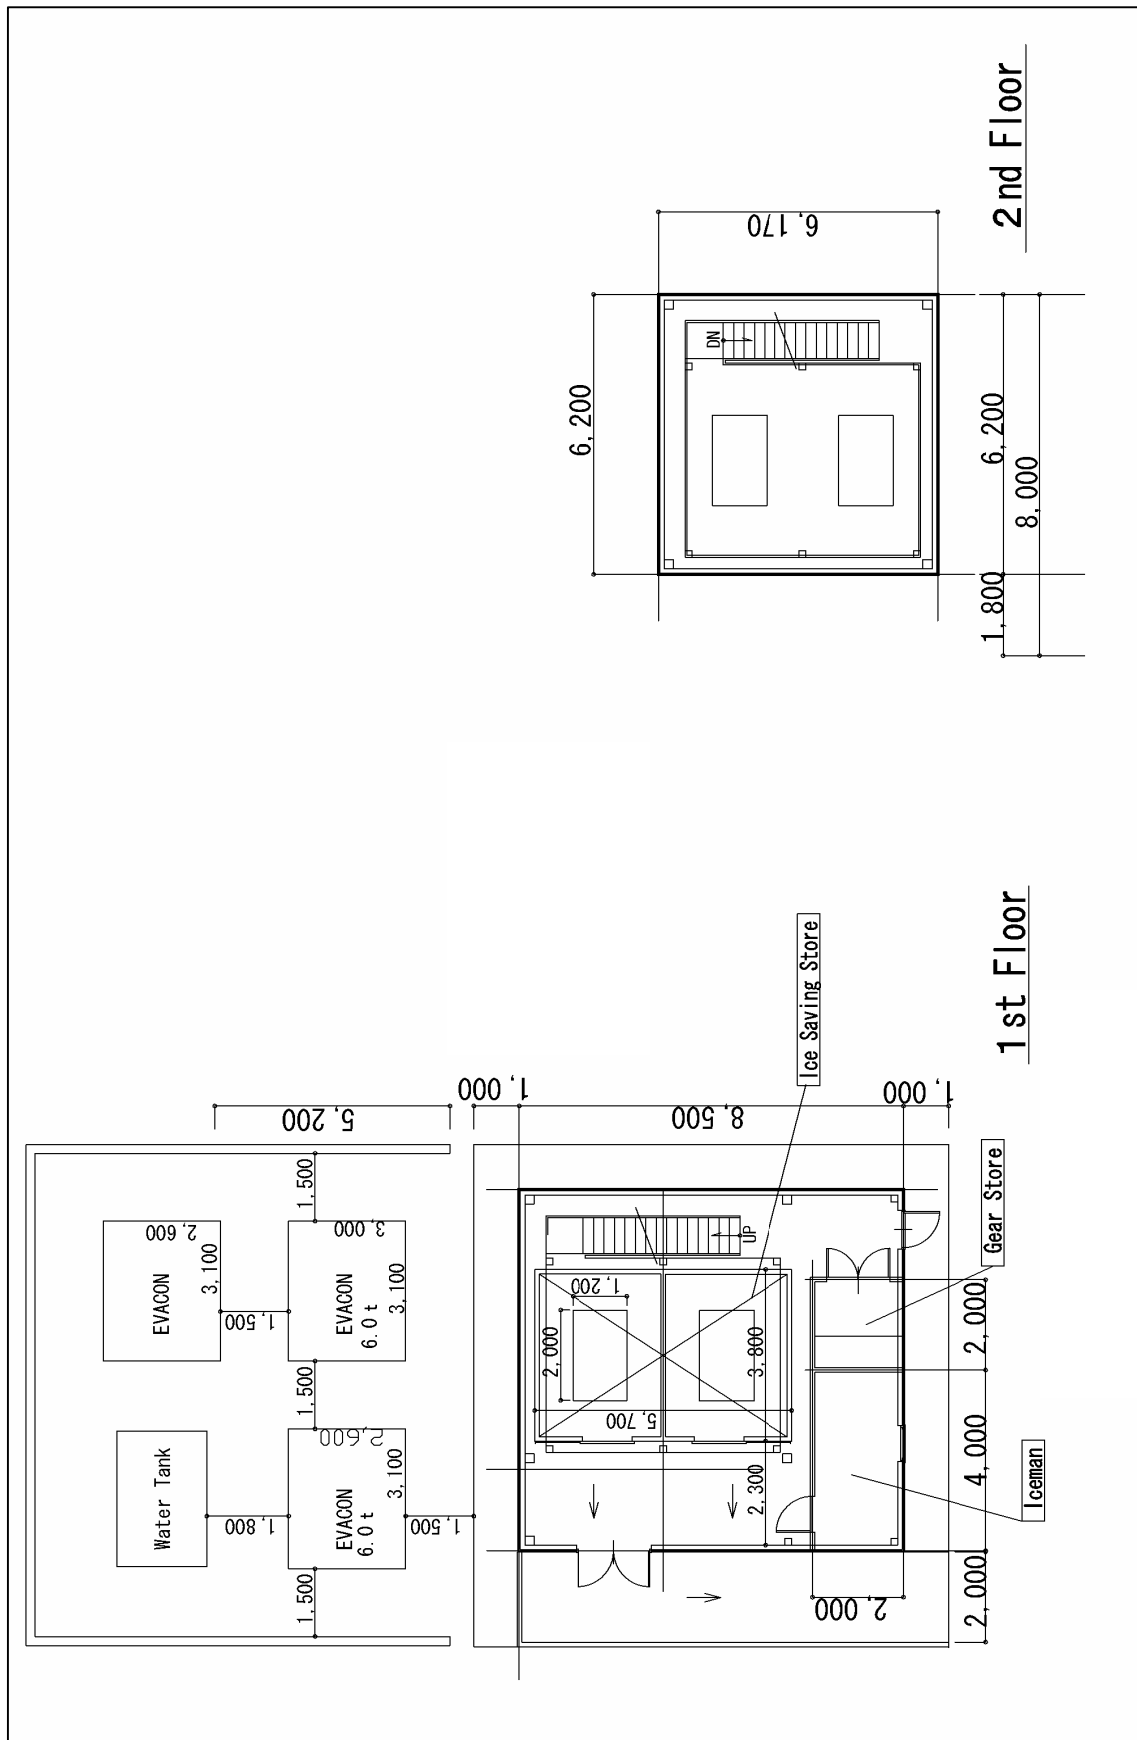 2nd Floor
6,170
6,200
DN
6,200
8,000
1,800
1st Floor
Ice Saving Store
Gear Store
Iceman
5,200
1,000
8,500
1,000
1,500
EVACON
2,600
3,100
1,500
EVACON
6.0t
3,000
3,100
1,500
Water Tank
1,800
EVACON
6.0t
2,600
3,100
1,500
1,500
UP
1,200
2,000
3,800
5,700
2,300
2,000
4,000
2,000
2,000